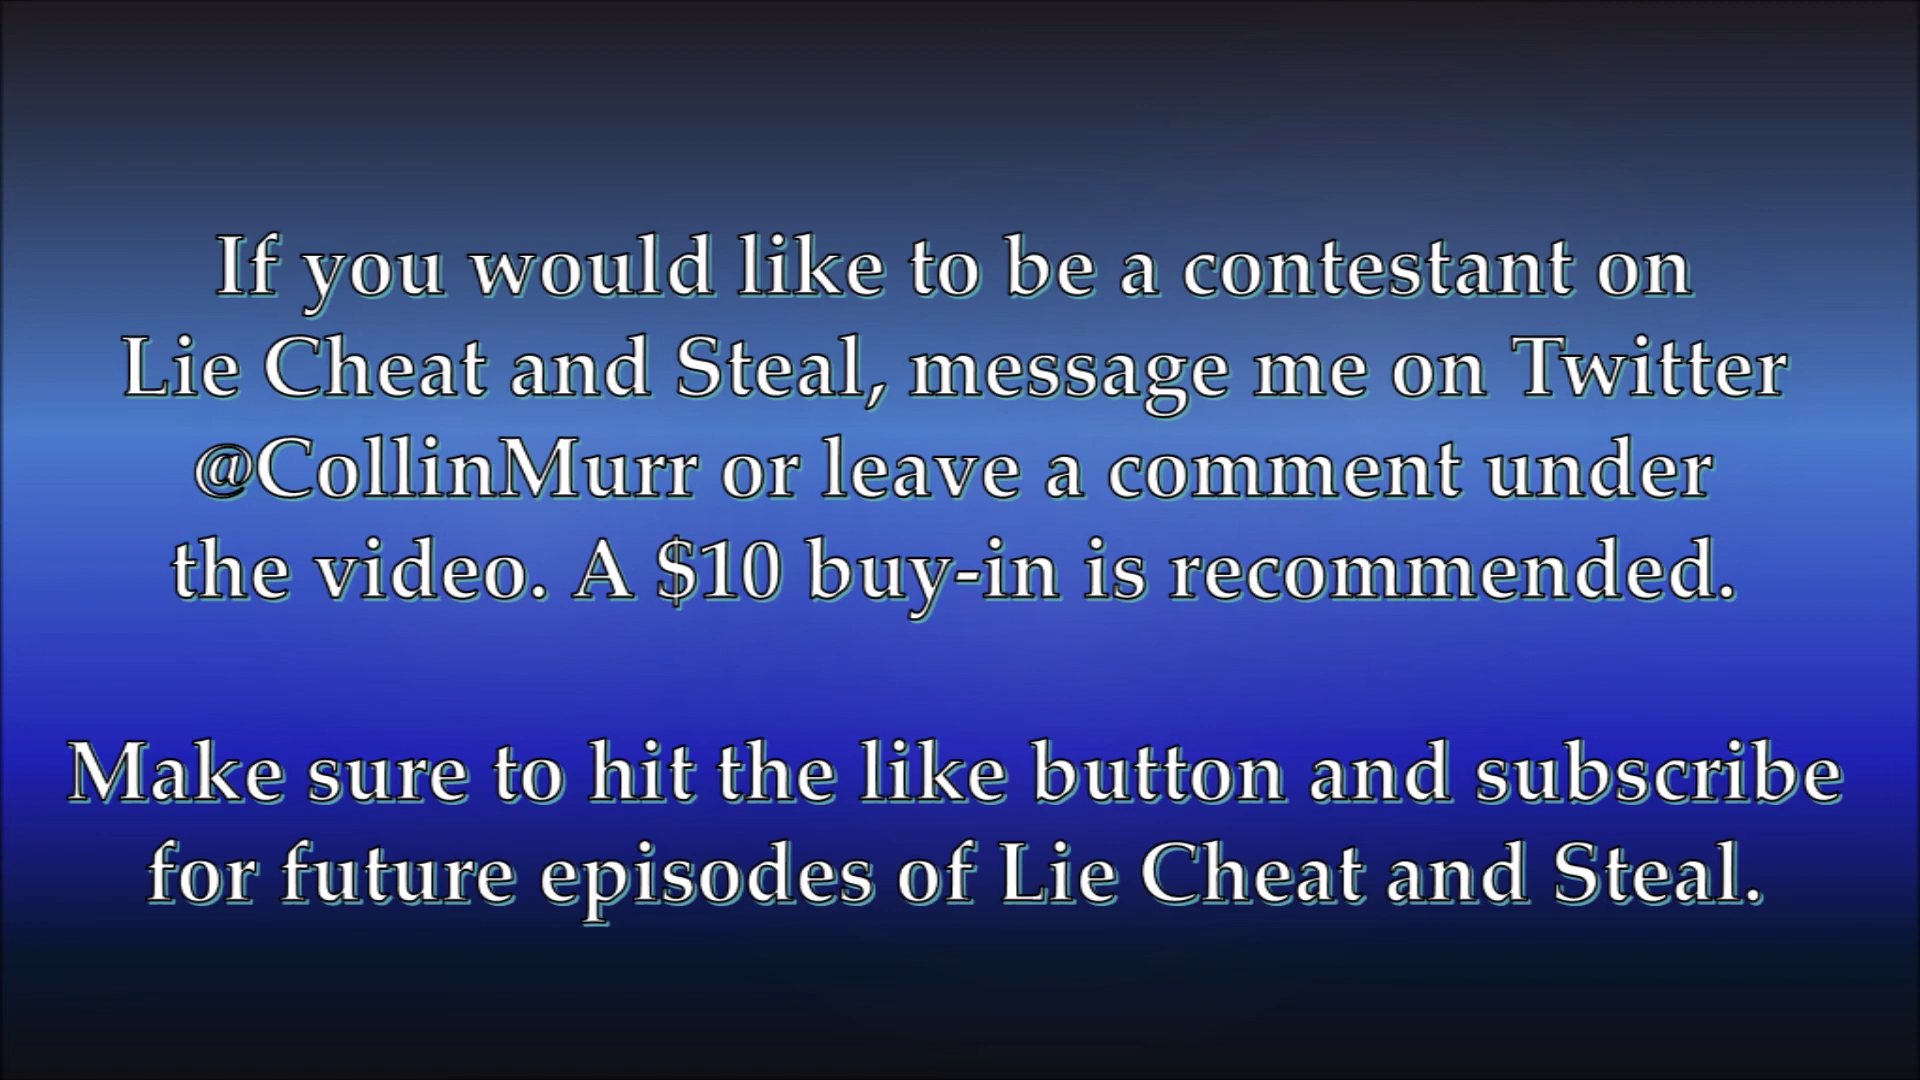 If you would like to be a contestant on
Lie Cheat and Steal, message me on Twitter
@CollinMurr or leave a comment under
the video. A $10 buy-in is recommended.
Make sure to hit the like button and subscribe
for future episodes of Lie Cheat and Steal.